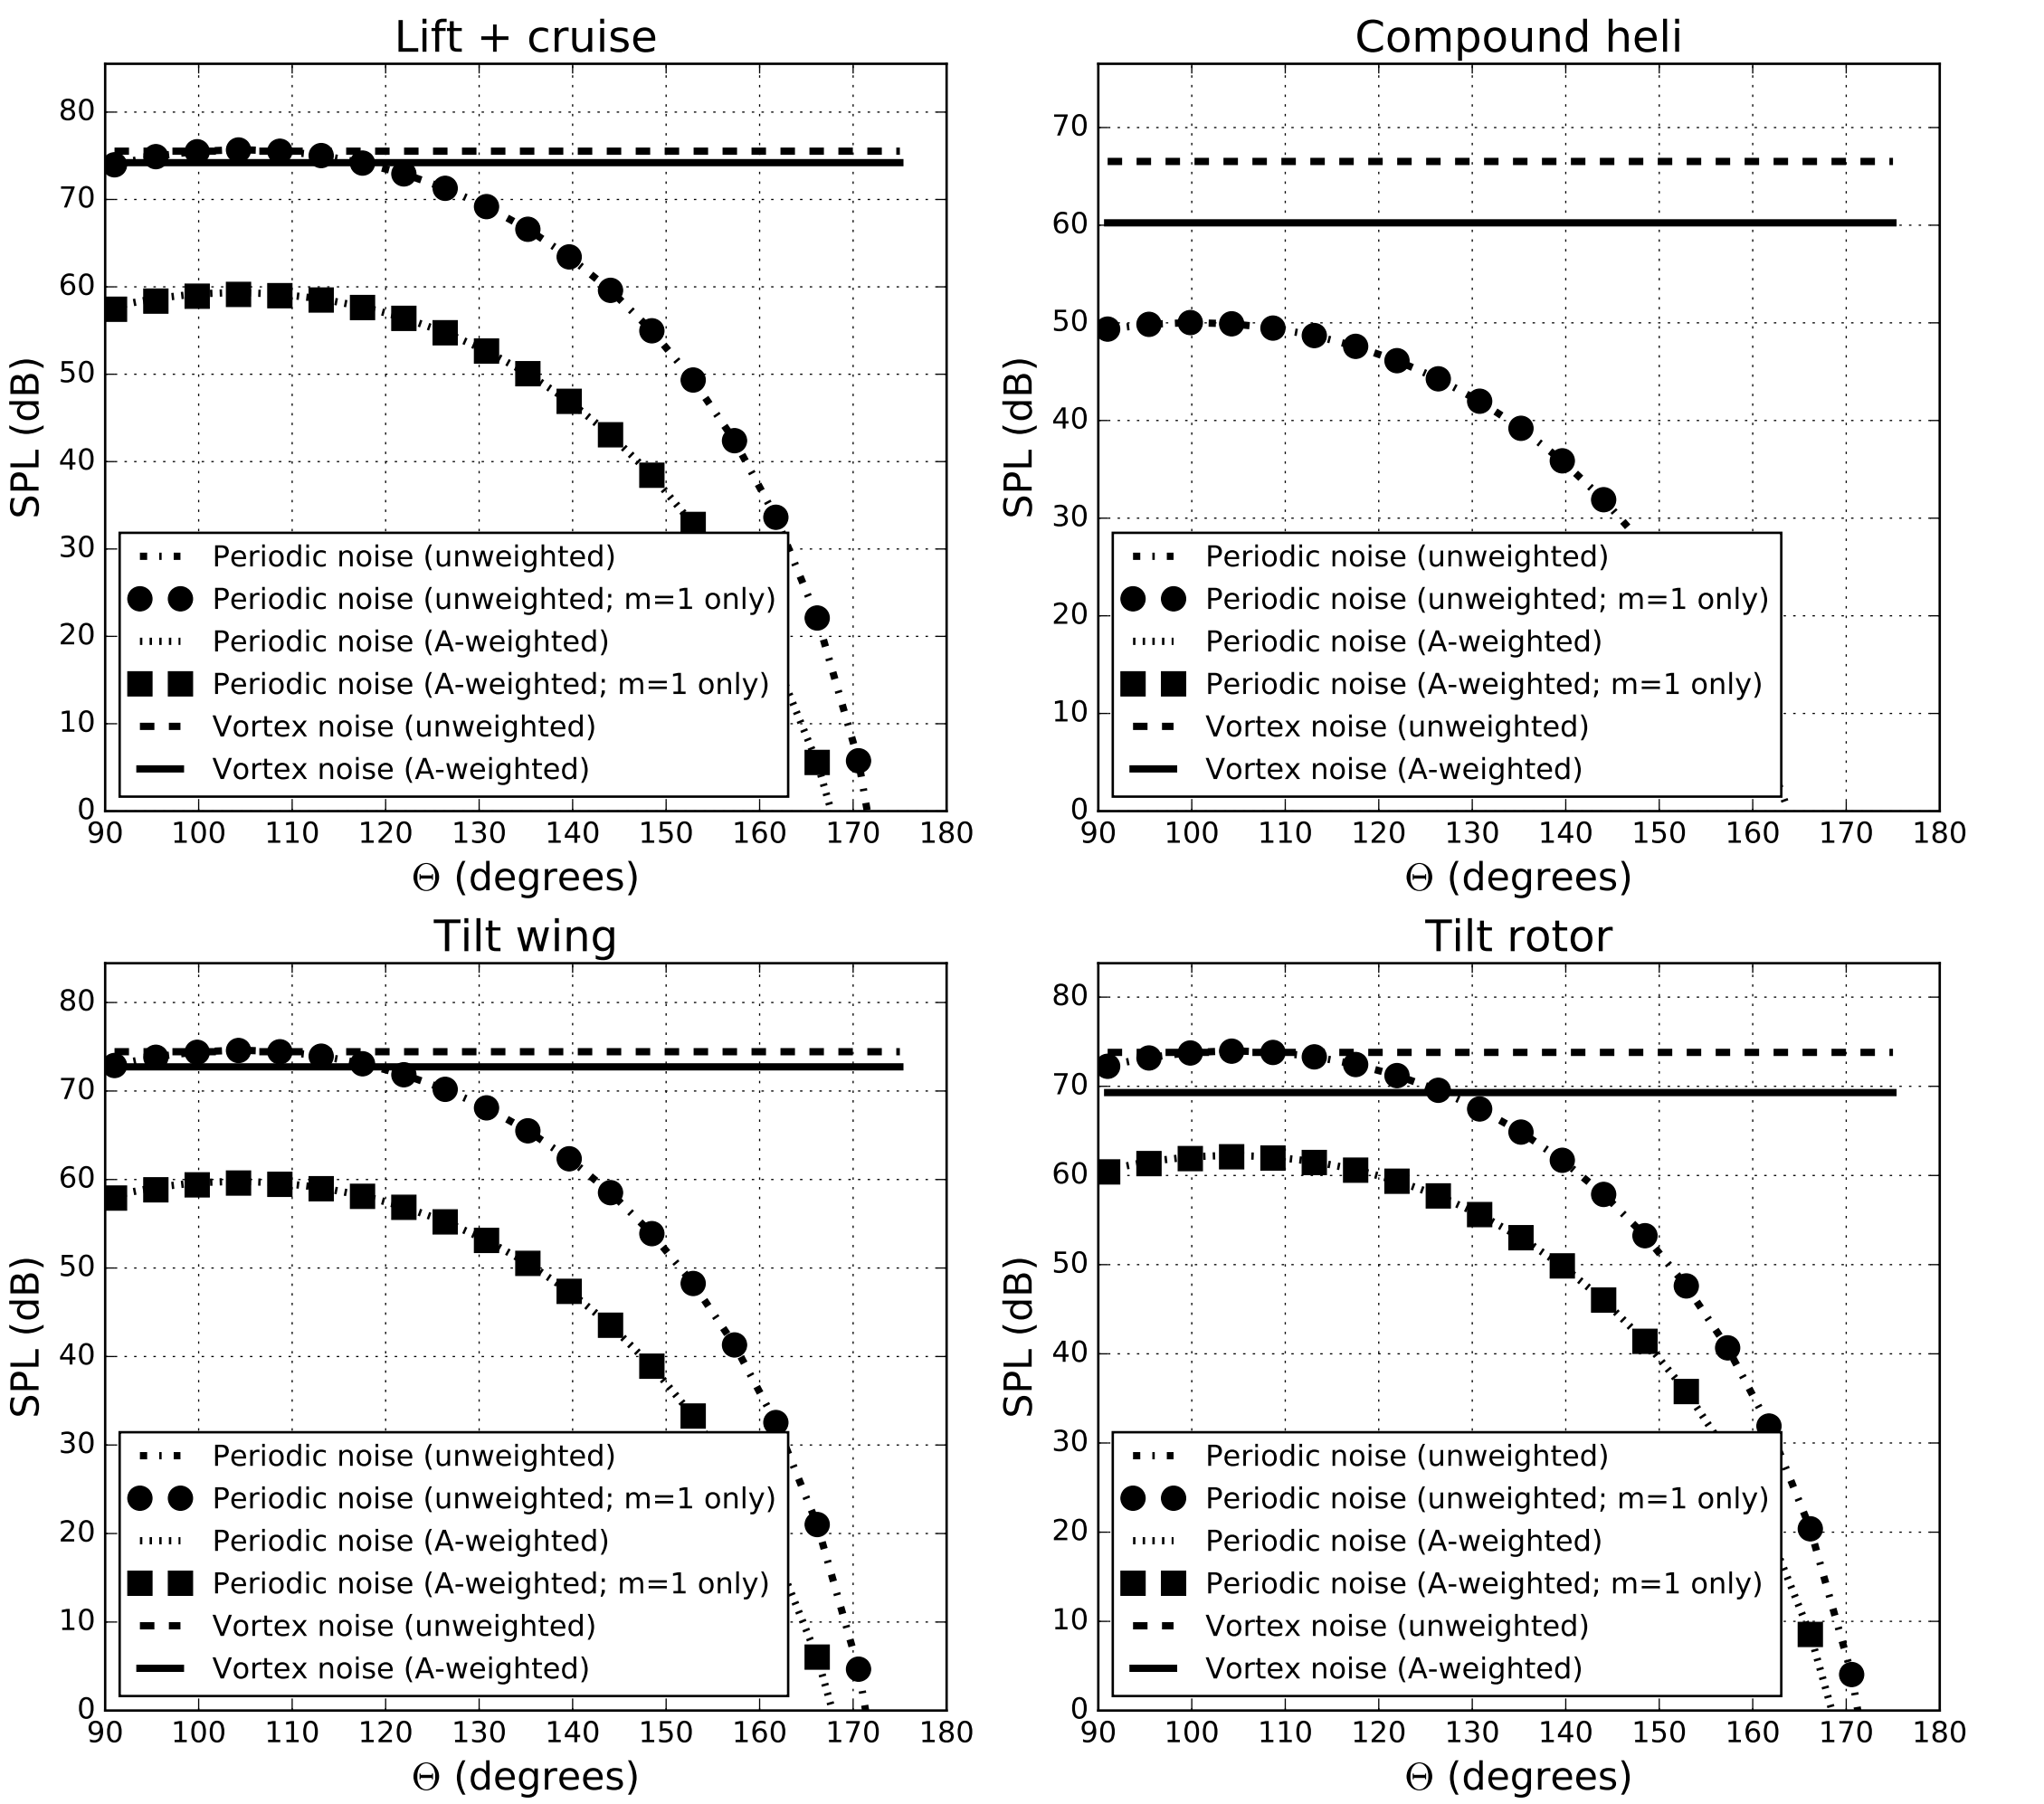 Lift + cruise
80
70
60
50
40
30
20
10
0
SPL (dB)
Periodic noise (unweighted)
Periodic noise (unweighted; m=1 only)
Periodic noise (A-weighted)
Periodic noise (A-weighted; m=1 only)
Vortex noise (unweighted)
Vortex noise (A-weighted)
90 100 110 120 130 140 150 160 170 180
Θ (degrees)
Compound heli
70
60
50
40
30
20
10
0
SPL (dB)
Periodic noise (unweighted)
Periodic noise (unweighted; m=1 only)
Periodic noise (A-weighted)
Periodic noise (A-weighted; m=1 only)
Vortex noise (unweighted)
Vortex noise (A-weighted)
90 100 110 120 130 140 150 160 170 180
Θ (degrees)
Tilt wing
80
70
60
50
40
30
20
10
0
SPL (dB)
Periodic noise (unweighted)
Periodic noise (unweighted; m=1 only)
Periodic noise (A-weighted)
Periodic noise (A-weighted; m=1 only)
Vortex noise (unweighted)
Vortex noise (A-weighted)
90 100 110 120 130 140 150 160 170 180
Θ (degrees)
Tilt rotor
80
70
60
50
40
30
20
10
0
SPL (dB)
Periodic noise (unweighted)
Periodic noise (unweighted; m=1 only)
Periodic noise (A-weighted)
Periodic noise (A-weighted; m=1 only)
Vortex noise (unweighted)
Vortex noise (A-weighted)
90 100 110 120 130 140 150 160 170 180
Θ (degrees)